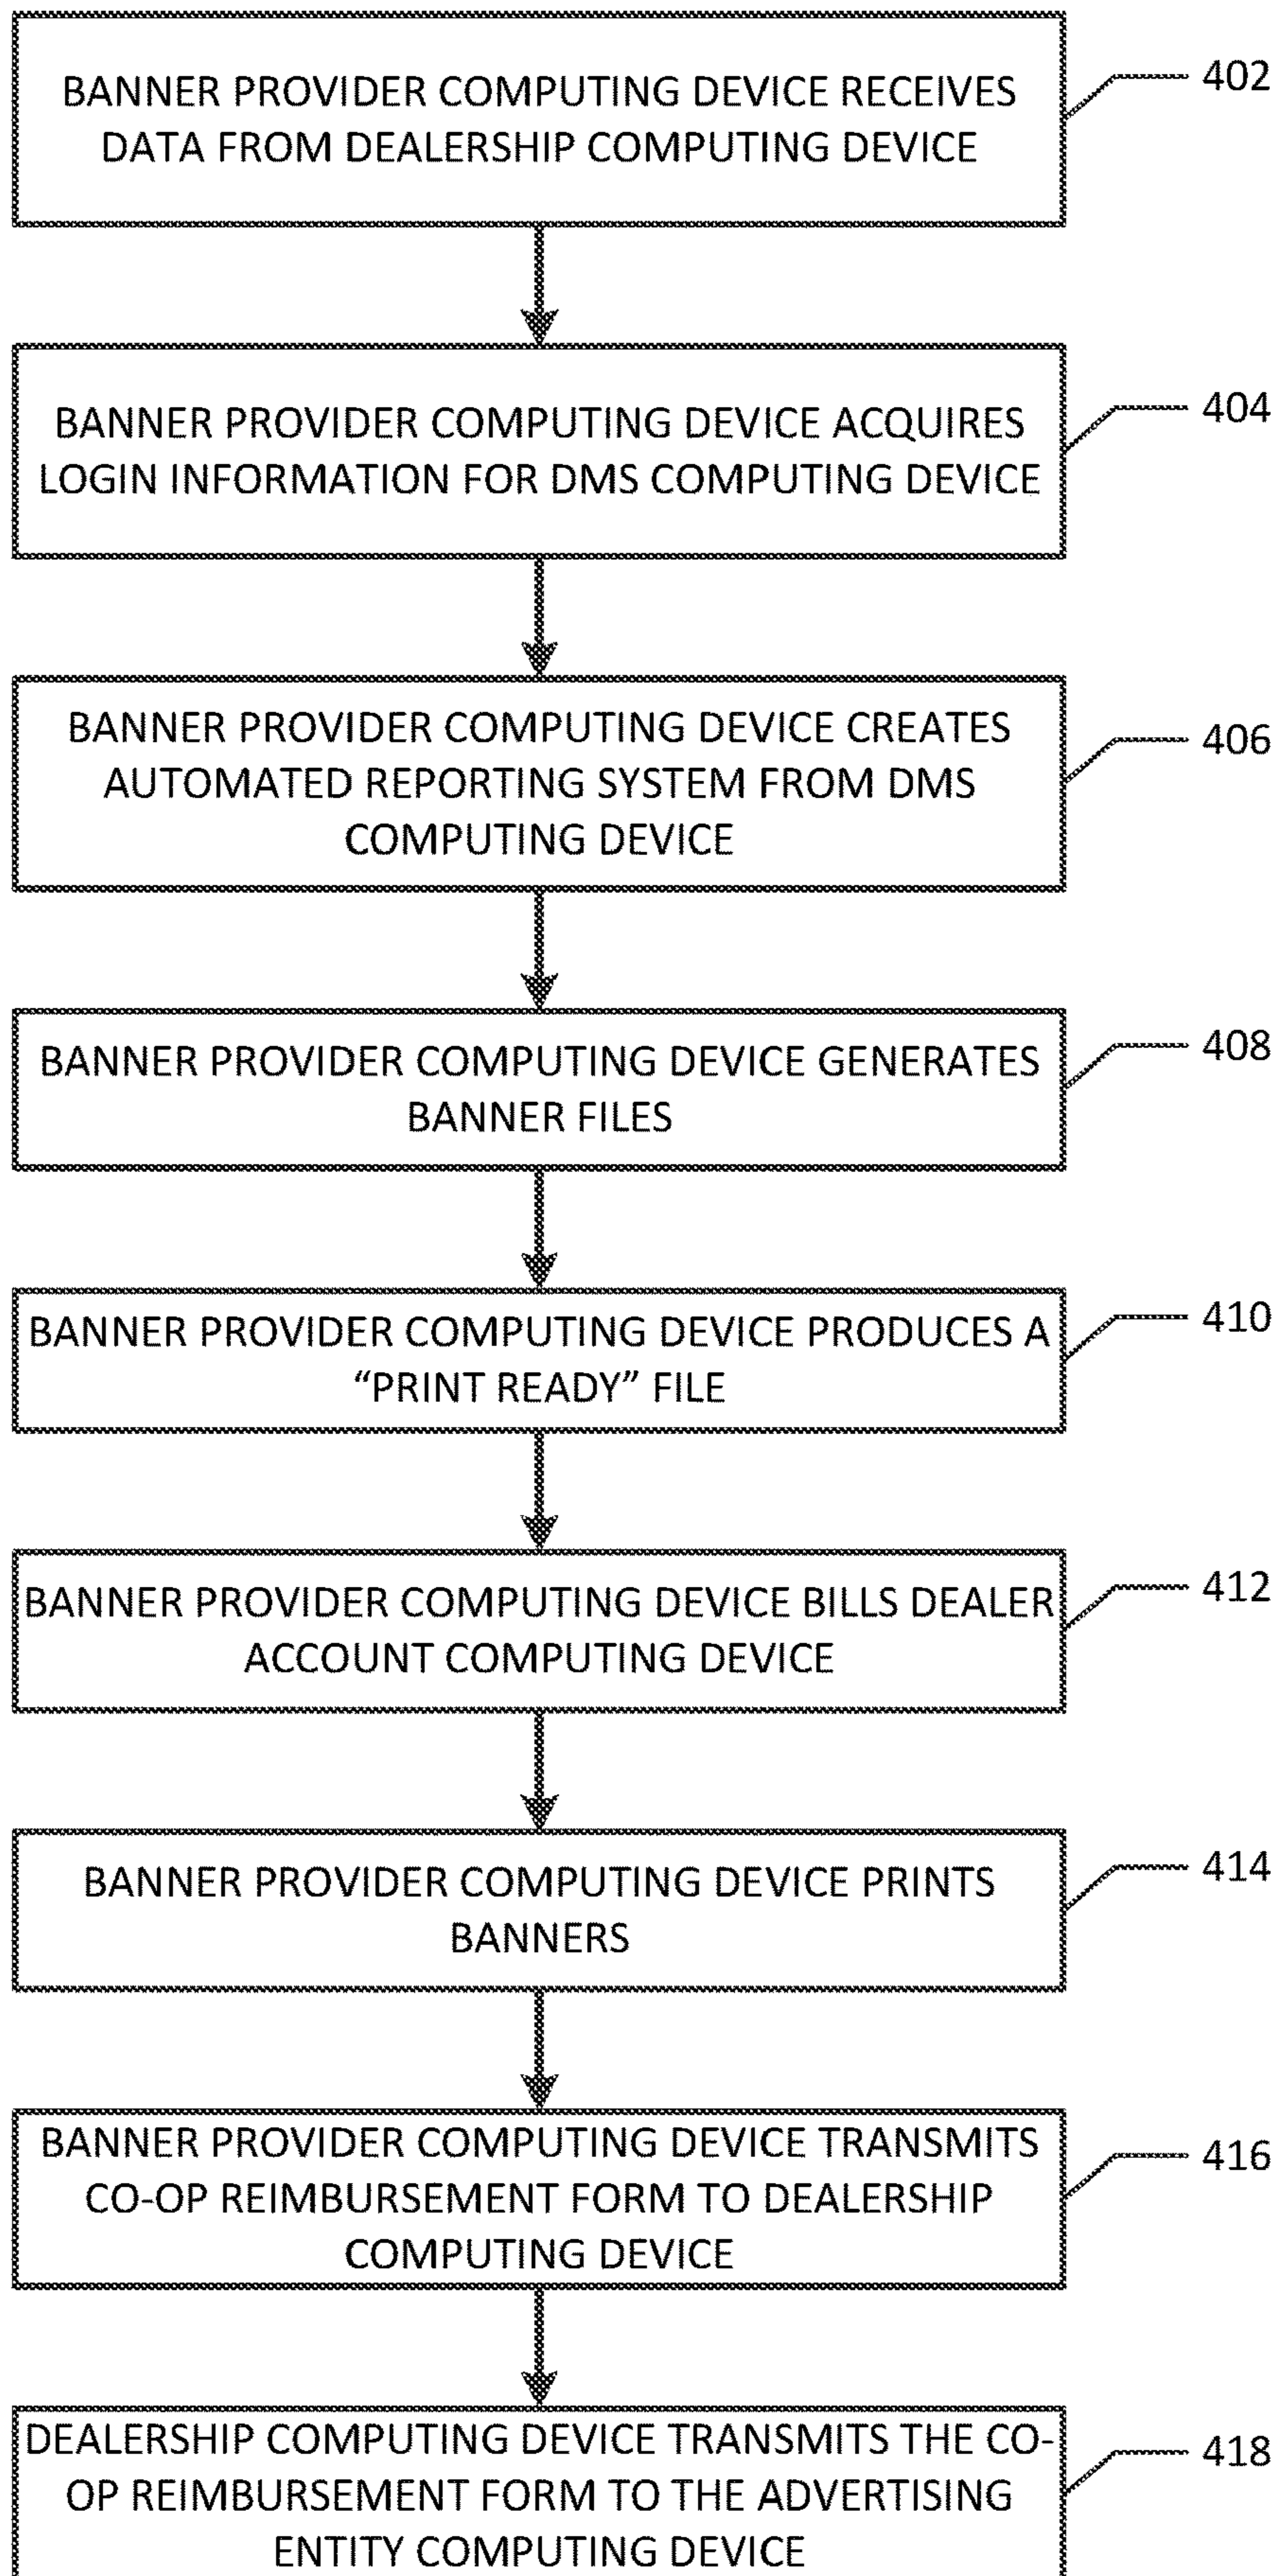 BANNER PROVIDER COMPUTING DEVICE RECEIVES
DATA FROM DEALERSHIP COMPUTING DEVICE
402
BANNER PROVIDER COMPUTING DEVICE ACQUIRES
LOGIN INFORMATION FOR DMS COMPUTING DEVICE
404
BANNER PROVIDER COMPUTING DEVICE CREATES
AUTOMATED REPORTING SYSTEM FROM DMS
COMPUTING DEVICE
406
BANNER PROVIDER COMPUTING DEVICE GENERATES
BANNER FILES
408
BANNER PROVIDER COMPUTING DEVICE PRODUCES A
“PRINT READY” FILE
410
BANNER PROVIDER COMPUTING DEVICE BILLS DEALER
ACCOUNT COMPUTING DEVICE
412
BANNER PROVIDER COMPUTING DEVICE PRINTS
BANNERS
414
BANNER PROVIDER COMPUTING DEVICE TRANSMITS
CO-OP REIMBURSEMENT FORM TO DEALERSHIP
COMPUTING DEVICE
416
DEALERSHIP COMPUTING DEVICE TRANSMITS THE CO-
OP REIMBURSEMENT FORM TO THE ADVERTISING
ENTITY COMPUTING DEVICE
418